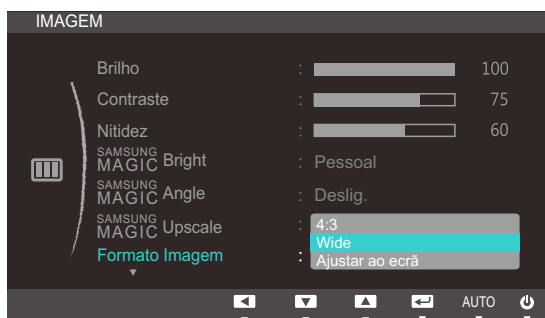 IMAGEM
Brilho : 100
Contraste : 75
Nitidez : 60
SAMSUNG MAGIC Bright : Pessoal
SAMSUNG MAGIC Angle : Deslig.
SAMSUNG MAGIC Upscale : 4:3
Wide
Formato Imagem : Ajustar ao ecrã
AUTO